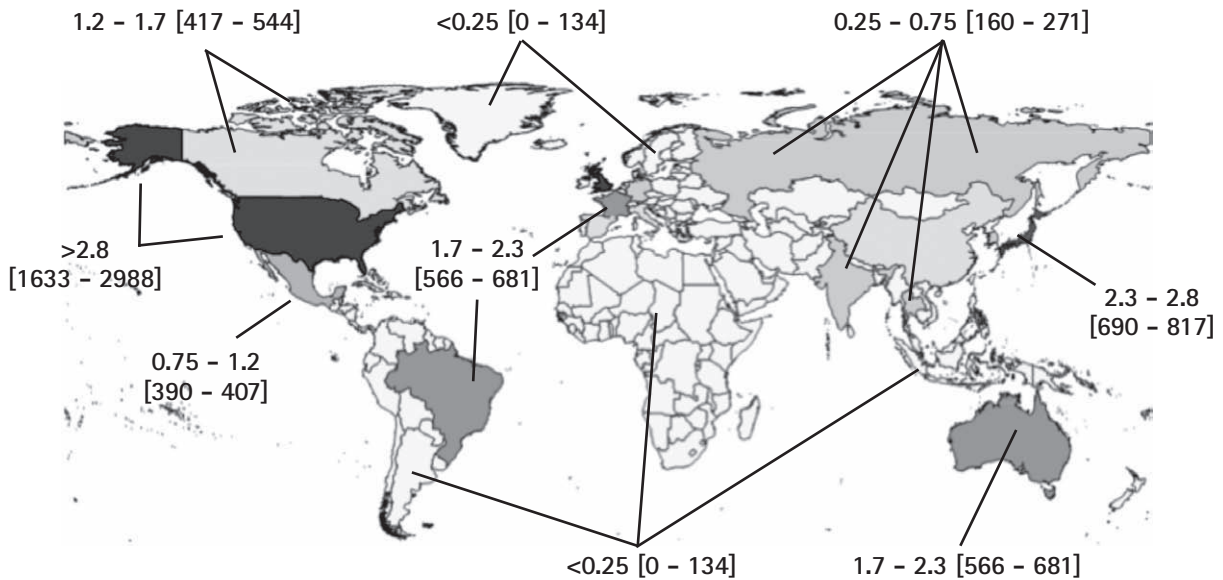 1.2 – 1.7 [417 – 544]
<0.25 [0 – 134]
0.25 – 0.75 [160 – 271]
>2.8
[1633 – 2988]
1.7 – 2.3
[566 – 681]
2.3 – 2.8
[690 – 817]
0.75 – 1.2
[390 – 407]
<0.25 [0 – 134]
1.7 – 2.3 [566 – 681]